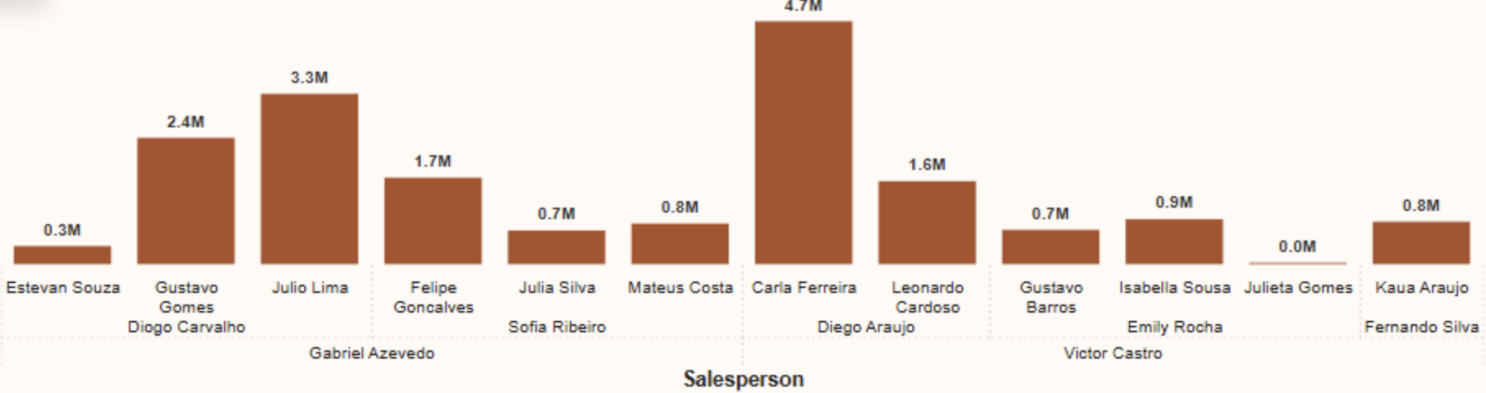 4.7M
3.3M
2.4M
1.7M
1.6M
0.3M
0.7M
0.8M
0.7M
0.9M
0.0M
0.8M
Estevan Souza
Gustavo
Gomes
Julio Lima
Felipe
Goncalves
Julia Silva
Mateus Costa
Carla Ferreira
Leonardo
Cardoso
Gustavo
Barros
Isabella Sousa
Julieta Gomes
Kaua Araujo
Diogo Carvalho
Sofia Ribeiro
Diego Araujo
Emily Rocha
Fernando Silva
Gabriel Azevedo
Victor Castro
Salesperson